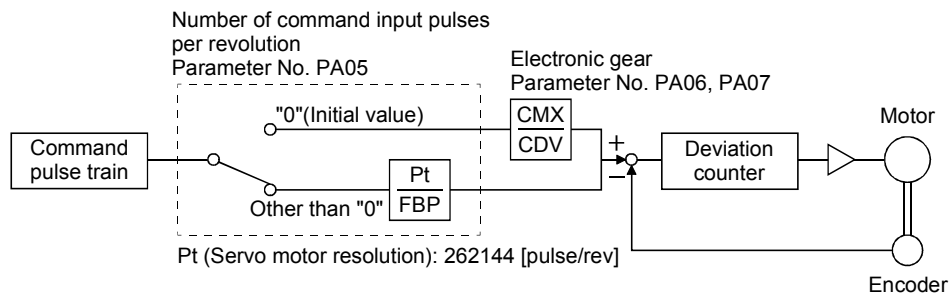 Number of command input pulses
per revolution
Parameter No. PA05
Electronic gear
Parameter No. PA06, PA07
"0"(Initial value)
CMX
CDV
Motor
Command
pulse train
+
−
Deviation
counter
Pt
FBP
Other than "0"
Pt (Servo motor resolution): 262144 [pulse/rev]
Encoder